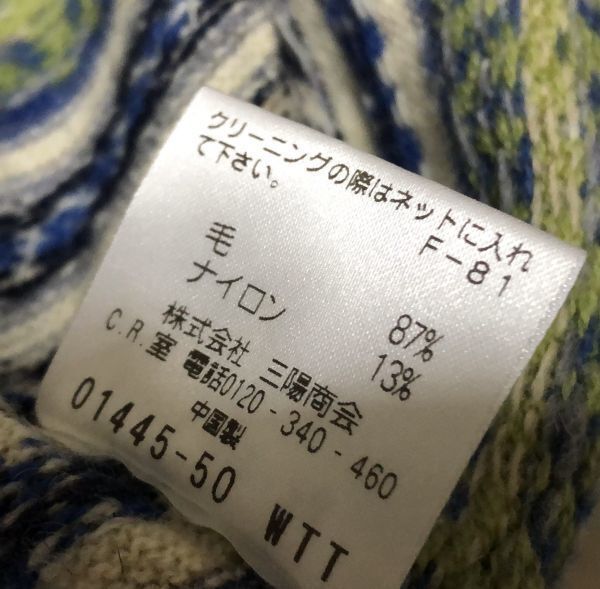 クリーニングの際はネットに入れ
て下さい。
F-81
毛 87%
ナイロン 13%
株式会社 三陽商会
C.R.室 電話0120-340-460
中国製
01445-50 WTT